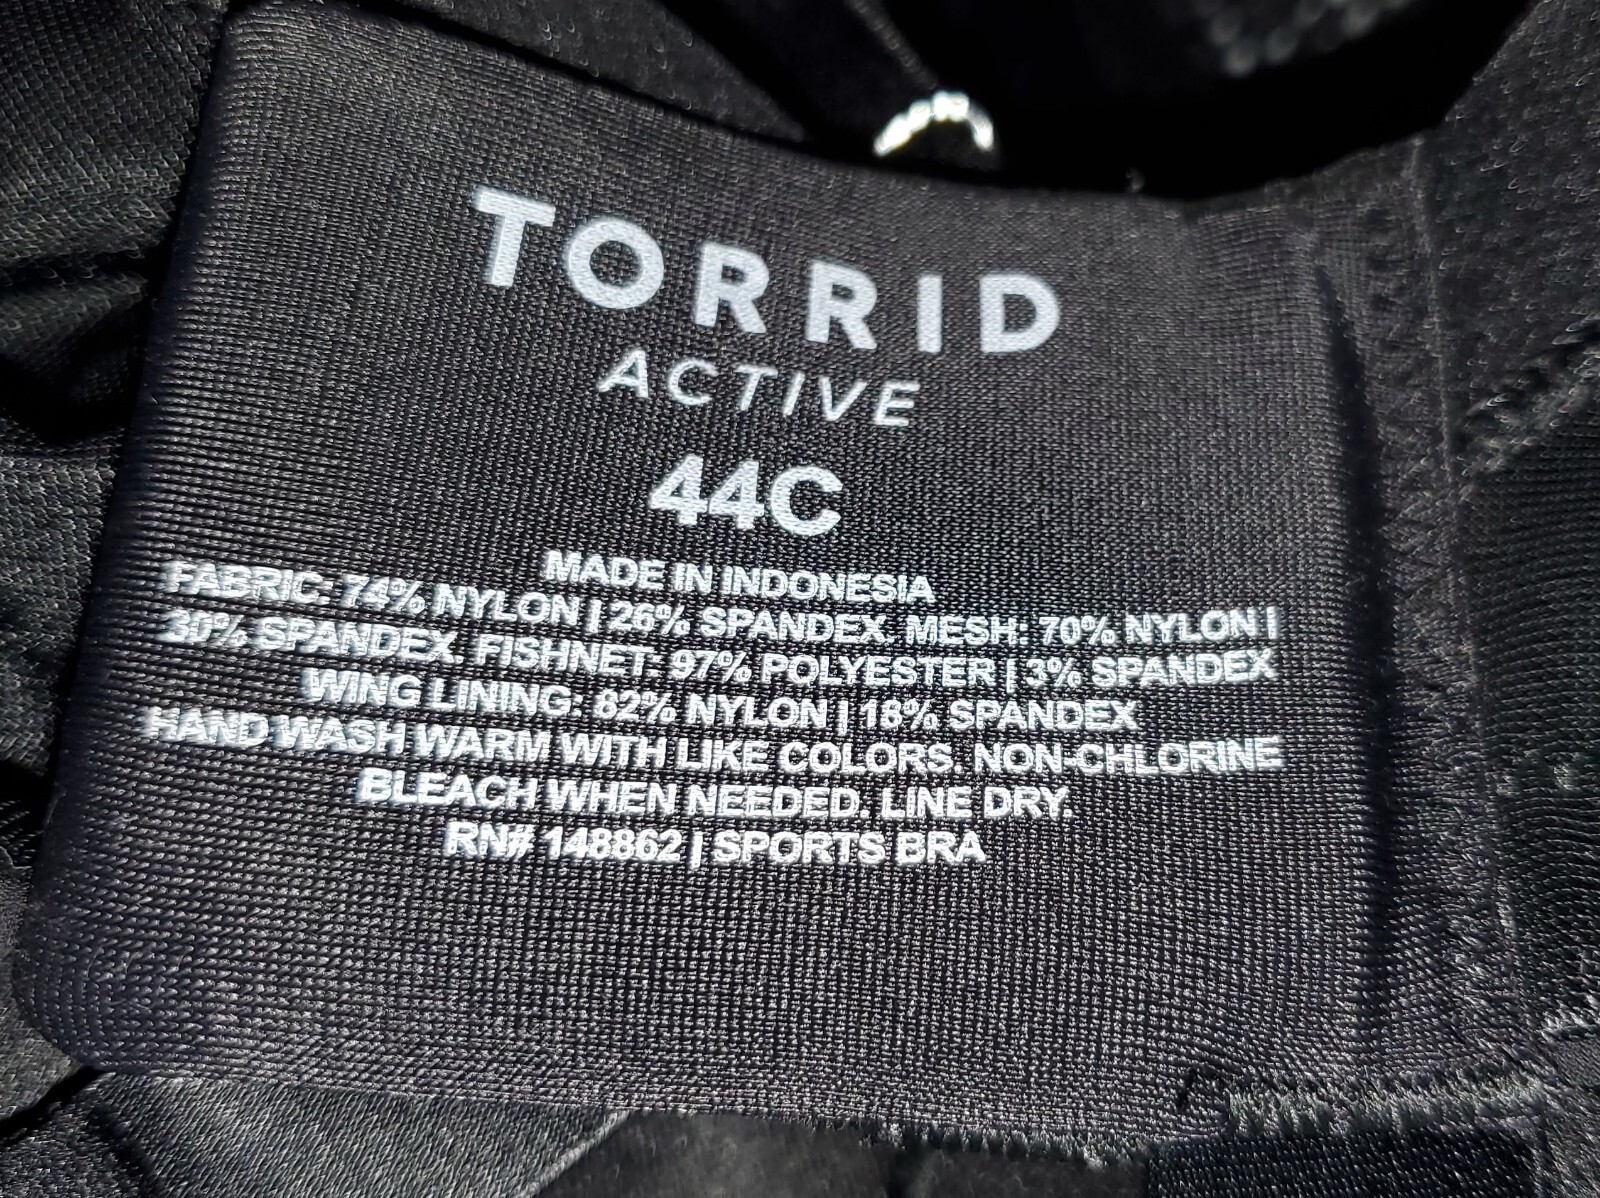 TORRID
ACTIVE
44C
MADE IN INDONESIA
FABRIC: 74% NYLON | 26% SPANDEX. MESH: 70% NYLON |
30% SPANDEX. FISHNET: 97% POLYESTER | 3% SPANDEX
WING LINING: 82% NYLON | 18% SPANDEX
HAND WASH WARM WITH LIKE COLORS. NON-CHLORINE
BLEACH WHEN NEEDED. LINE DRY.
RN# 148862 | SPORTS BRA